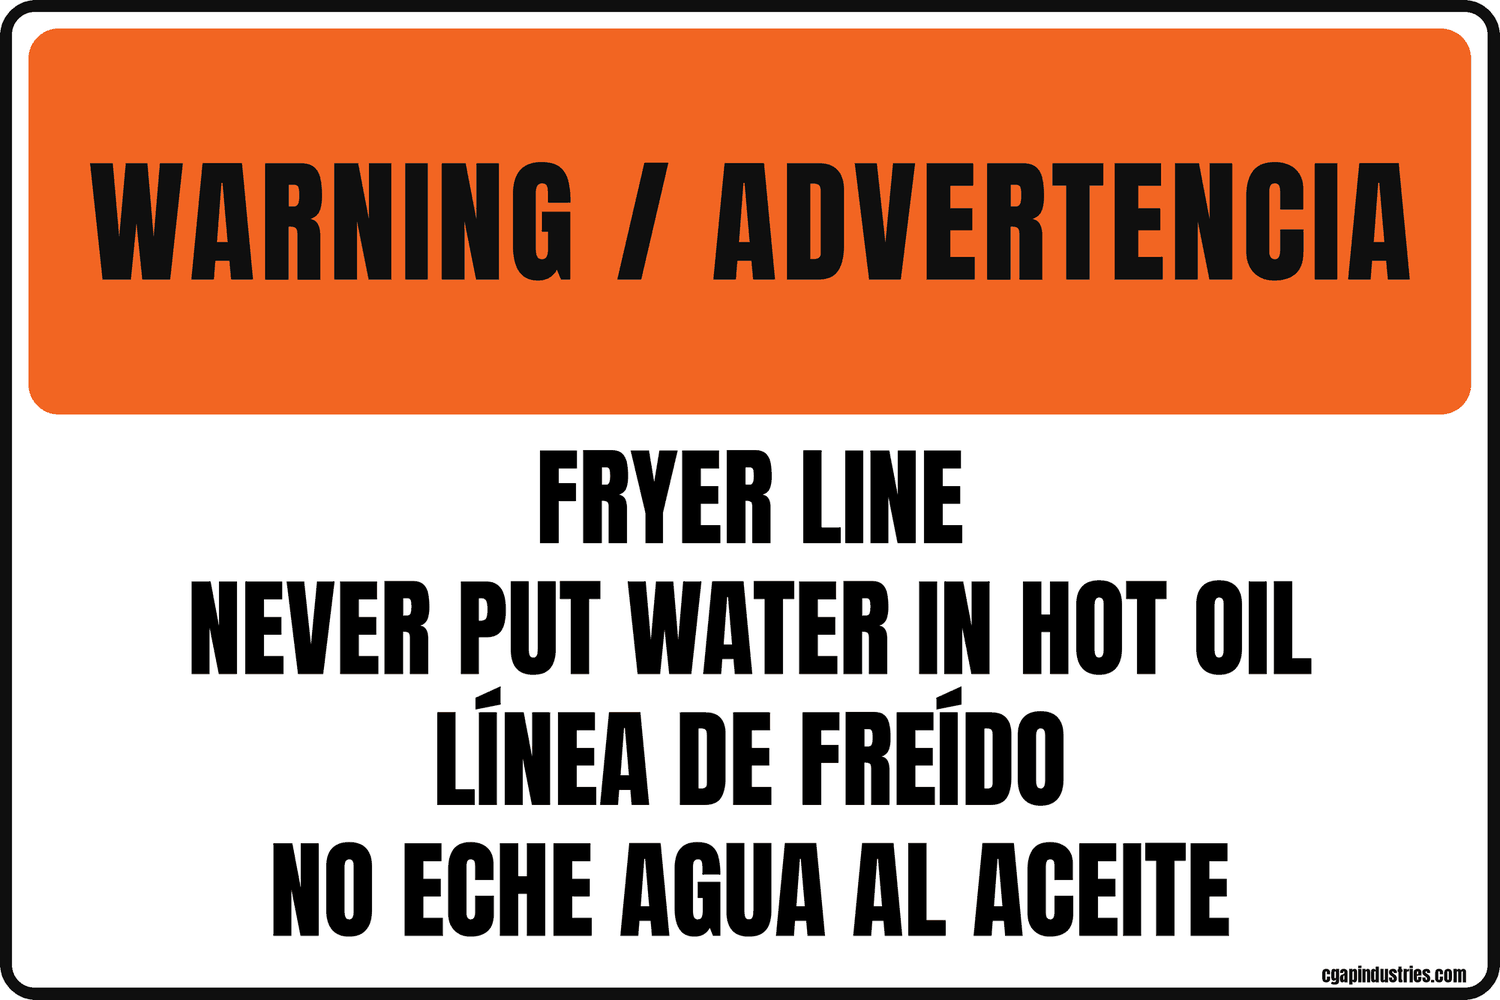 WARNING / ADVERTENCIA
FRYER LINE
NEVER PUT WATER IN HOT OIL
LÍNEA DE FREÍDO
NO ECHE AGUA AL ACEITE
cgapindustries.com